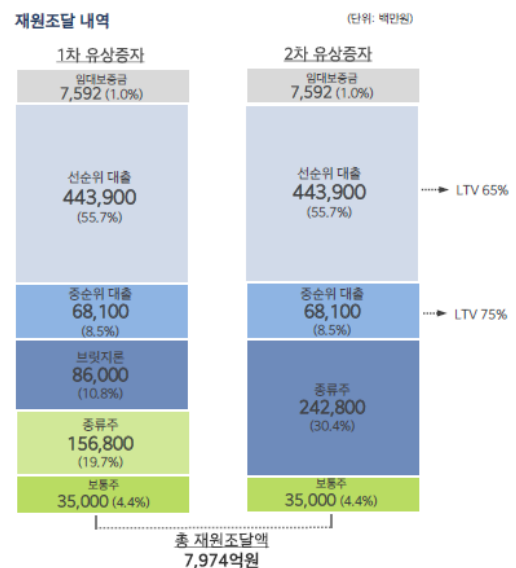 재원조달 내역
(단위: 백만원)
1차 유상증자
임대보증금
7,592 (1.0%)
선순위 대출
443,900
(55.7%)
중순위 대출
68,100
(8.5%)
브릿지론
86,000
(10.8%)
종류주
156,800
(19.7%)
보통주
35,000 (4.4%)
2차 유상증자
임대보증금
7,592 (1.0%)
선순위 대출
443,900
(55.7%)
LTV 65%
중순위 대출
68,100
(8.5%)
LTV 75%
종류주
242,800
(30.4%)
보통주
35,000 (4.4%)
총 재원조달액
7,974억원